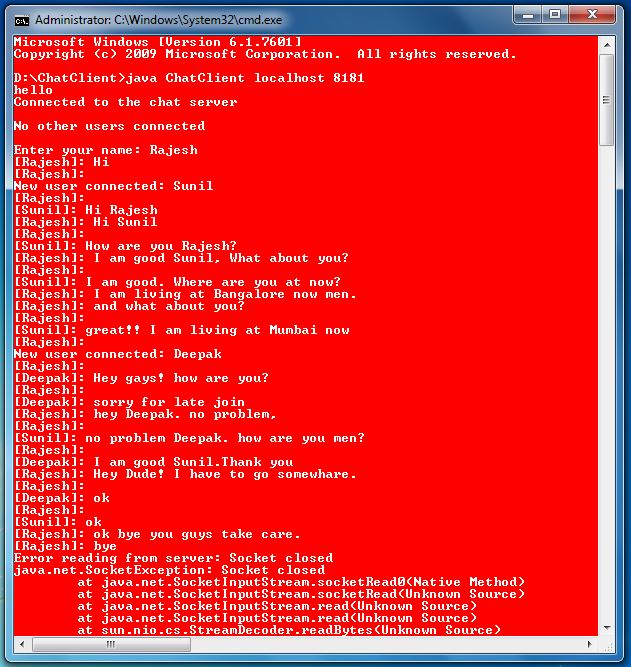 Administrator: C:\Windows\System32\cmd.exe
Microsoft Windows [Version 6.1.7601]
Copyright (c) 2009 Microsoft Corporation.  All rights reserved.
D:\ChatClient>java ChatClient localhost 8181
hello
Connected to the chat server
No other users connected
Enter your name: Rajesh
[Rajesh]: Hi
[Rajesh]:
New user connected: Sunil
[Rajesh]:
[Sunil]: Hi Rajesh
[Rajesh]: Hi Sunil
[Rajesh]:
[Sunil]: How are you Rajesh?
[Rajesh]: I am good Sunil, What about you?
[Rajesh]:
[Sunil]: I am good. Where are you at now?
[Rajesh]: I am living at Bangalore now men.
[Rajesh]: and what about you?
[Rajesh]:
[Sunil]: great!! I am living at Mumbai now
[Rajesh]:
New user connected: Deepak
[Rajesh]:
[Deepak]: Hey gays! how are you?
[Rajesh]:
[Deepak]: sorry for late join
[Rajesh]: hey Deepak. no problem,
[Rajesh]:
[Sunil]: no problem Deepak. how are you men?
[Rajesh]:
[Deepak]: I am good Sunil.Thank you
[Rajesh]: Hey Dude! I have to go somewhare.
[Rajesh]:
[Deepak]: ok
[Rajesh]:
[Sunil]: ok
[Rajesh]: ok bye you guys take care.
[Rajesh]: bye
Error reading from server: Socket closed
java.net.SocketException: Socket closed
        at java.net.SocketInputStream.socketRead0(Native Method)
        at java.net.SocketInputStream.socketRead(Unknown Source)
        at java.net.SocketInputStream.read(Unknown Source)
        at java.net.SocketInputStream.read(Unknown Source)
        at sun.nio.cs.StreamDecoder.readBytes(Unknown Source)